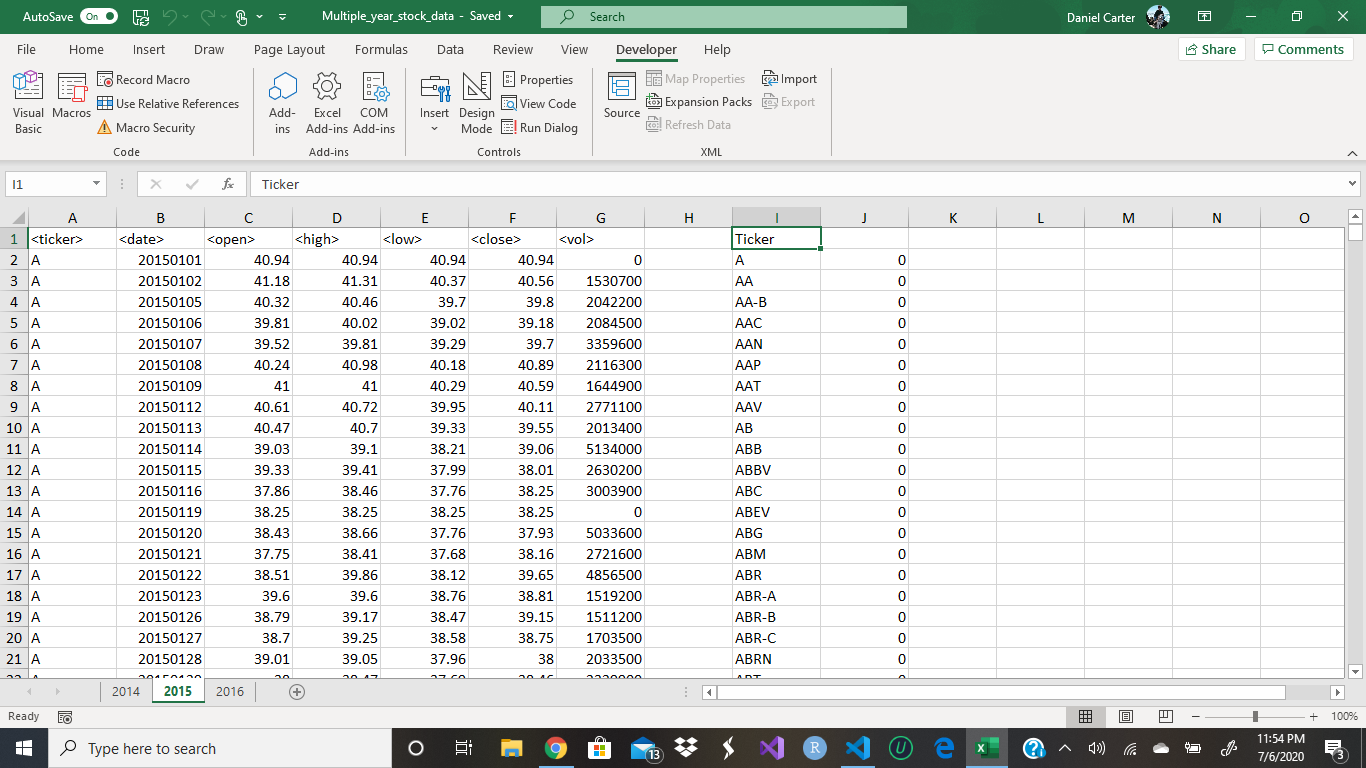 AutoSave On Multiple_year_stock_data - Saved Search Daniel Carter
File Home Insert Draw Page Layout Formulas Data Review View Developer Help Share Comments
Visual Basic Macros Record Macro Use Relative References Macro Security
Add-ins Excel Add-ins COM Add-ins
Insert Design Mode Properties View Code Run Dialog
Source Map Properties Expansion Packs Refresh Data Import Export
Code Add-ins Controls XML
I1 fx Ticker
A B C D E F G H I J K L M N O
1 <ticker> <date> <open> <high> <low> <close> <vol> Ticker
2 A 20150101 40.94 40.94 40.94 40.94 0 A 0
3 A 20150102 41.18 41.31 40.37 40.56 1530700 AA 0
4 A 20150105 40.32 40.46 39.7 39.8 2042200 AA-B 0
5 A 20150106 39.81 40.02 39.02 39.18 2084500 AAC 0
6 A 20150107 39.52 39.81 39.29 39.7 3359600 AAN 0
7 A 20150108 40.24 40.98 40.18 40.89 2116300 AAP 0
8 A 20150109 41 41 40.29 40.59 1644900 AAT 0
9 A 20150112 40.61 40.72 39.95 40.11 2771100 AAV 0
10 A 20150113 40.47 40.7 39.33 39.55 2013400 AB 0
11 A 20150114 39.03 39.1 38.21 39.06 5134000 ABB 0
12 A 20150115 39.33 39.41 37.99 38.01 2630200 ABBV 0
13 A 20150116 37.86 38.46 37.76 38.25 3003900 ABC 0
14 A 20150119 38.25 38.25 38.25 38.25 0 ABEV 0
15 A 20150120 38.43 38.66 37.76 37.93 5033600 ABG 0
16 A 20150121 37.75 38.41 37.68 38.16 2721600 ABM 0
17 A 20150122 38.51 39.86 38.12 39.65 4856500 ABR 0
18 A 20150123 39.6 39.6 38.76 38.81 1519200 ABR-A 0
19 A 20150126 38.79 39.17 38.47 39.15 1511200 ABR-B 0
20 A 20150127 38.7 39.25 38.58 38.75 1703500 ABR-C 0
21 A 20150128 39.01 39.05 37.96 38 2033500 ABRN 0
2014 2015 2016
Ready 100%
Type here to search 13 R U 11:54 PM
7/6/2020 3